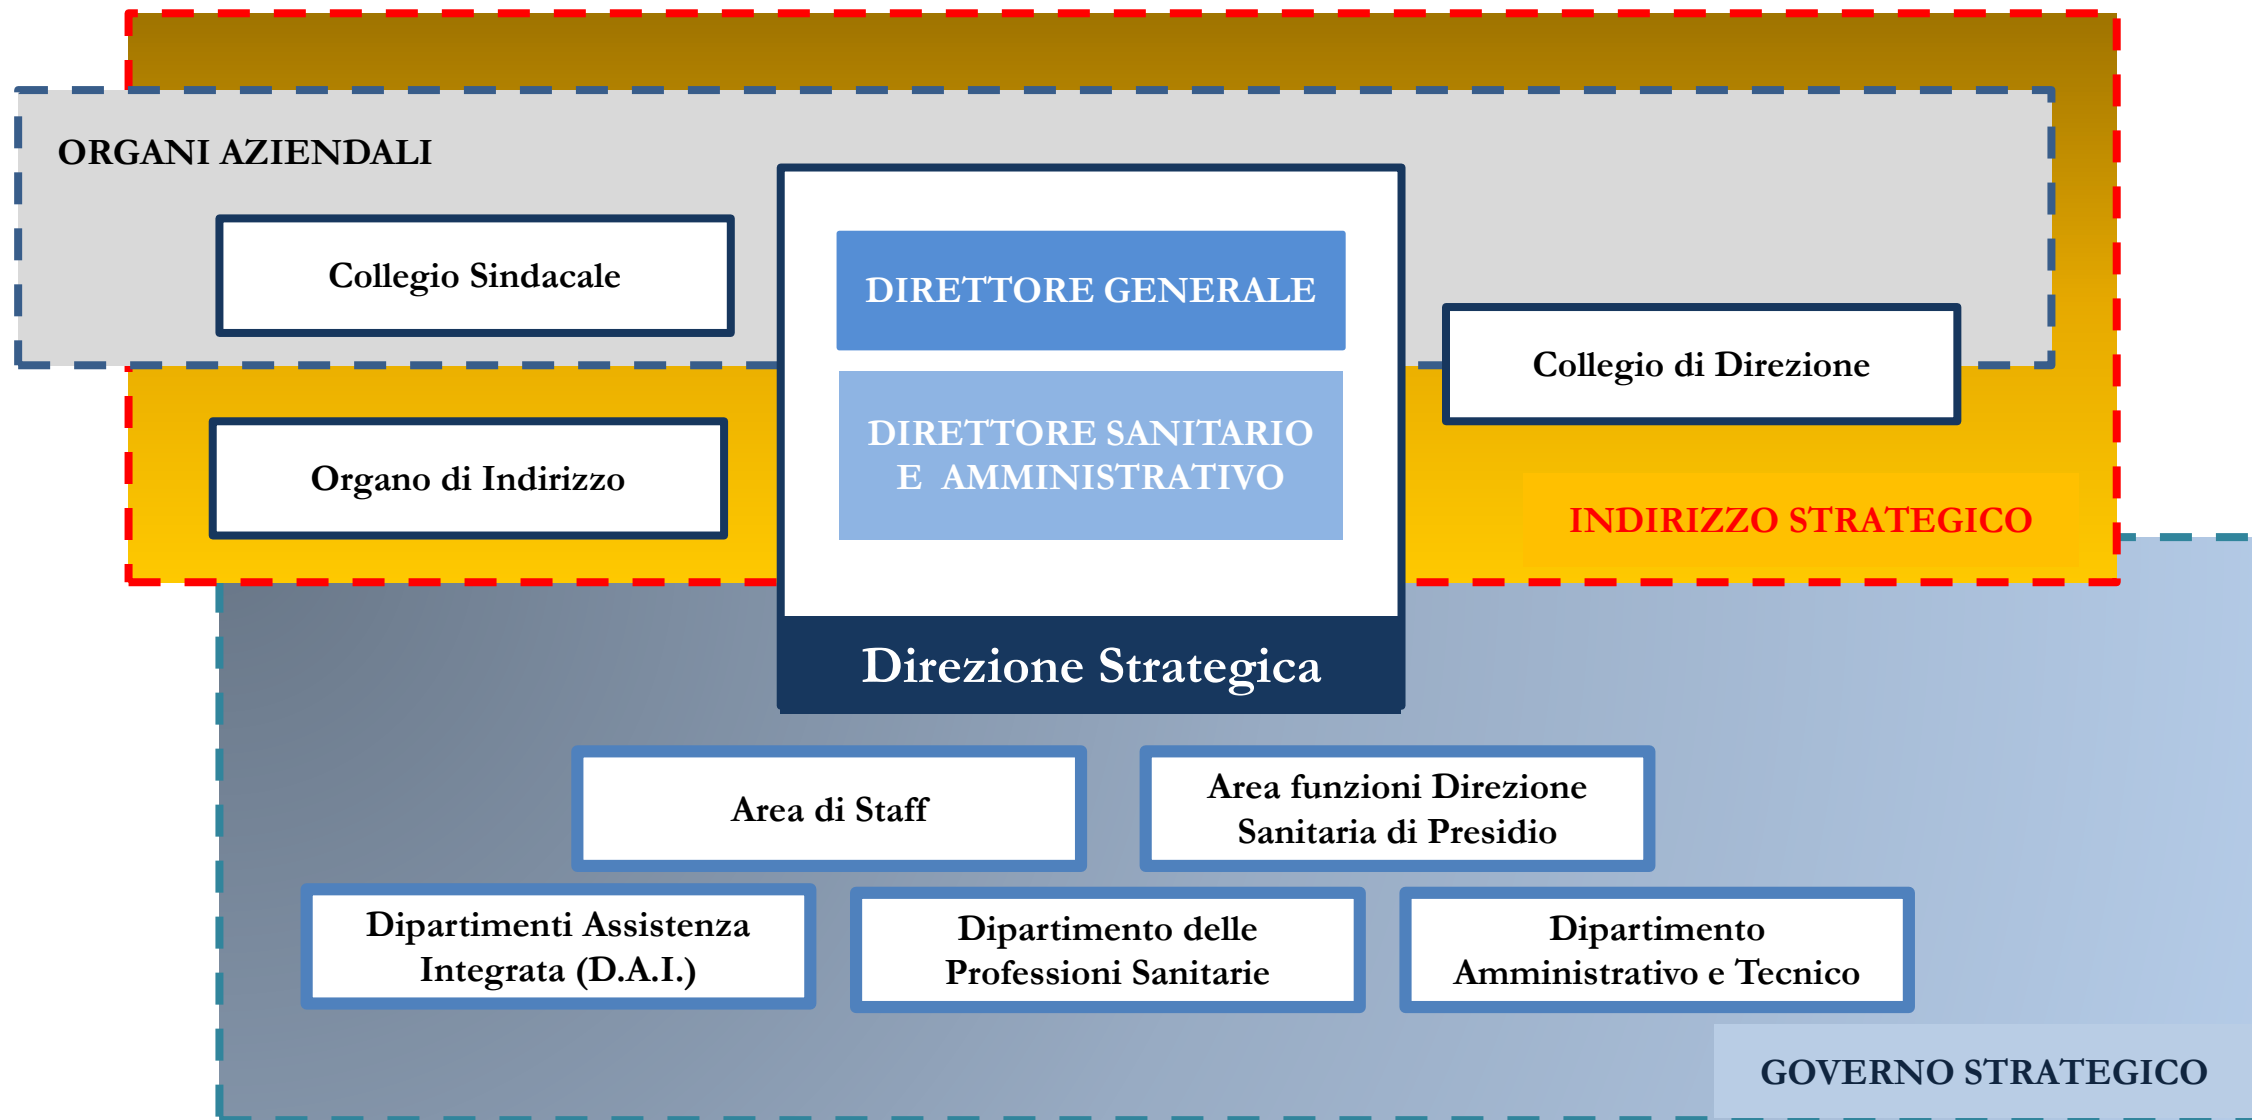 ORGANI AZIENDALI
Collegio Sindacale
DIRETTORE GENERALE
Collegio di Direzione
DIRETTORE SANITARIO
E AMMINISTRATIVO
Organo di Indirizzo
INDIRIZZO STRATEGICO
Direzione Strategica
Area di Staff
Area funzioni Direzione
Sanitaria di Presidio
Dipartimenti Assistenza
Integrata (D.A.I.)
Dipartimento delle
Professioni Sanitarie
Dipartimento
Amministrativo e Tecnico
GOVERNO STRATEGICO